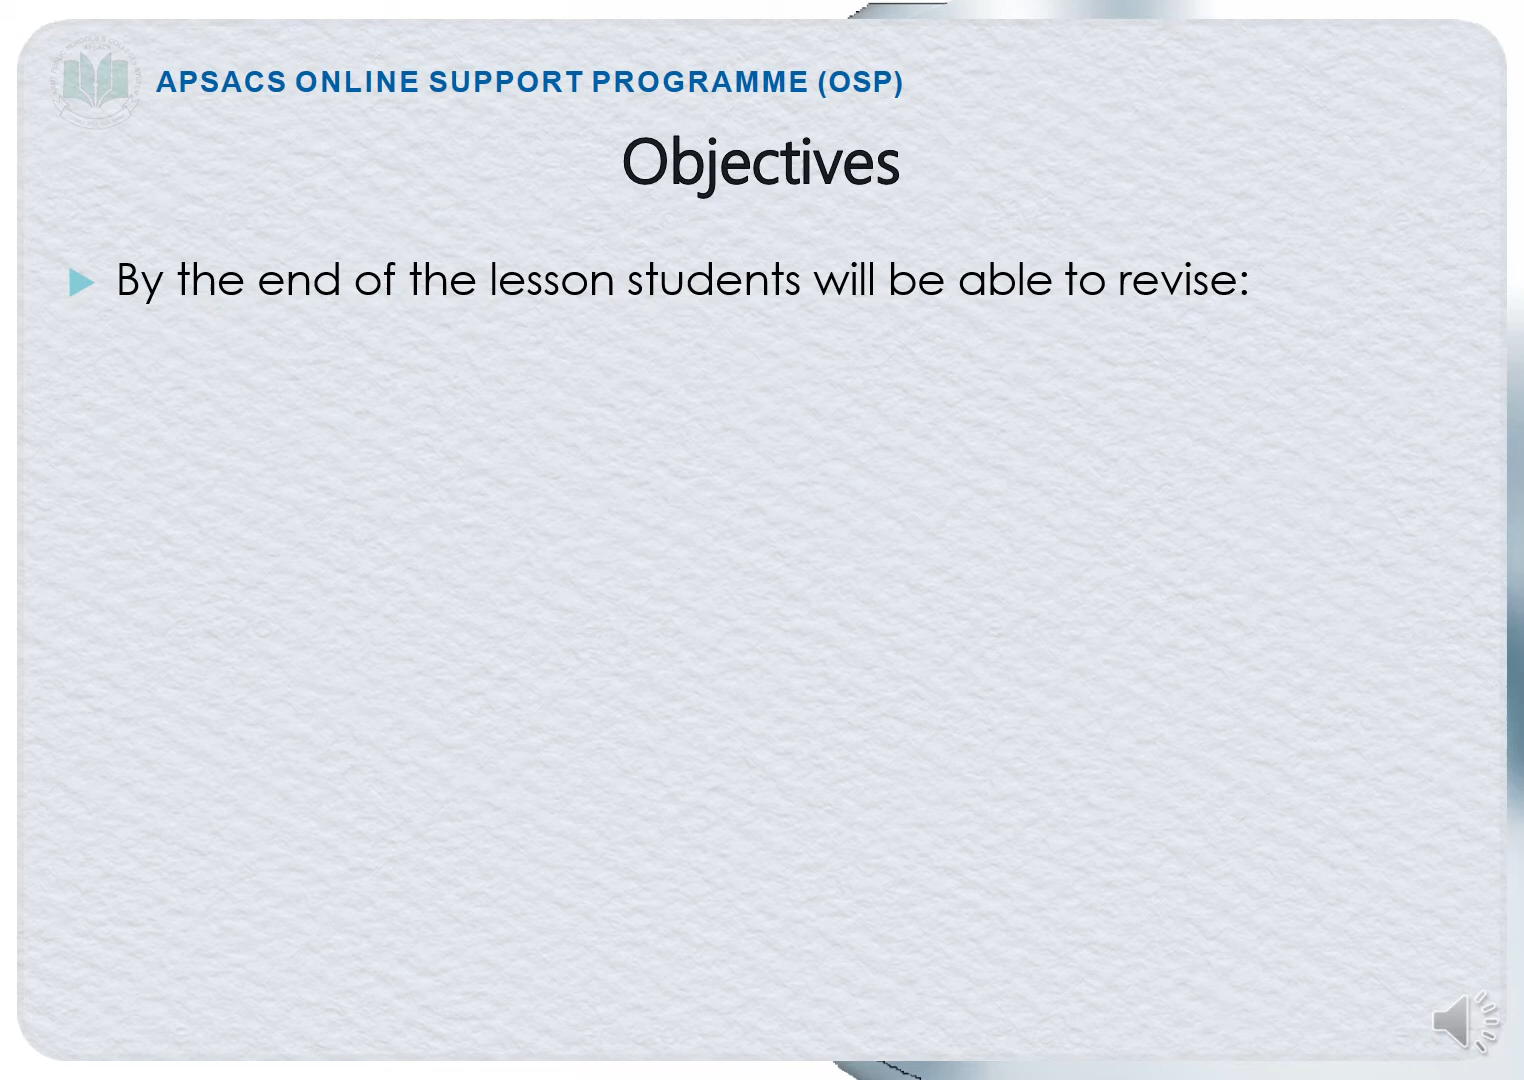 APSACS ONLINE SUPPORT PROGRAMME (OSP)
Objectives
By the end of the lesson students will be able to revise: